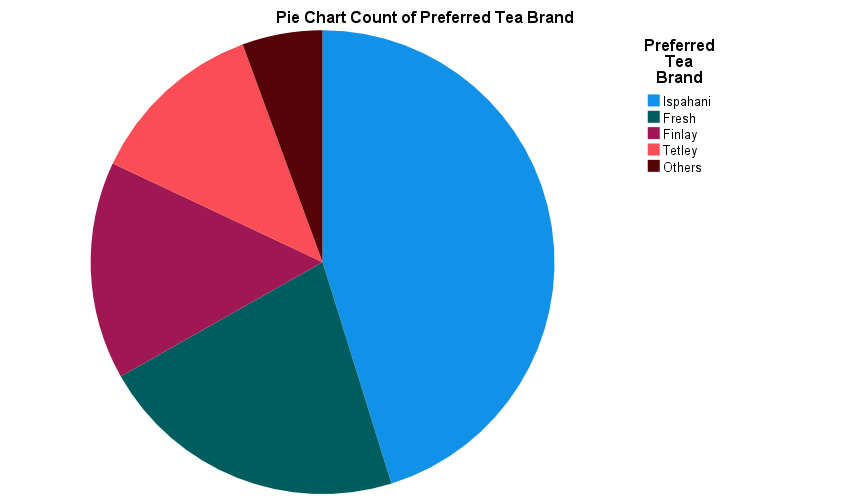 Pie Chart Count of Preferred Tea Brand
Preferred
Tea
Brand
Ispahani
Fresh
Finlay
Tetley
Others